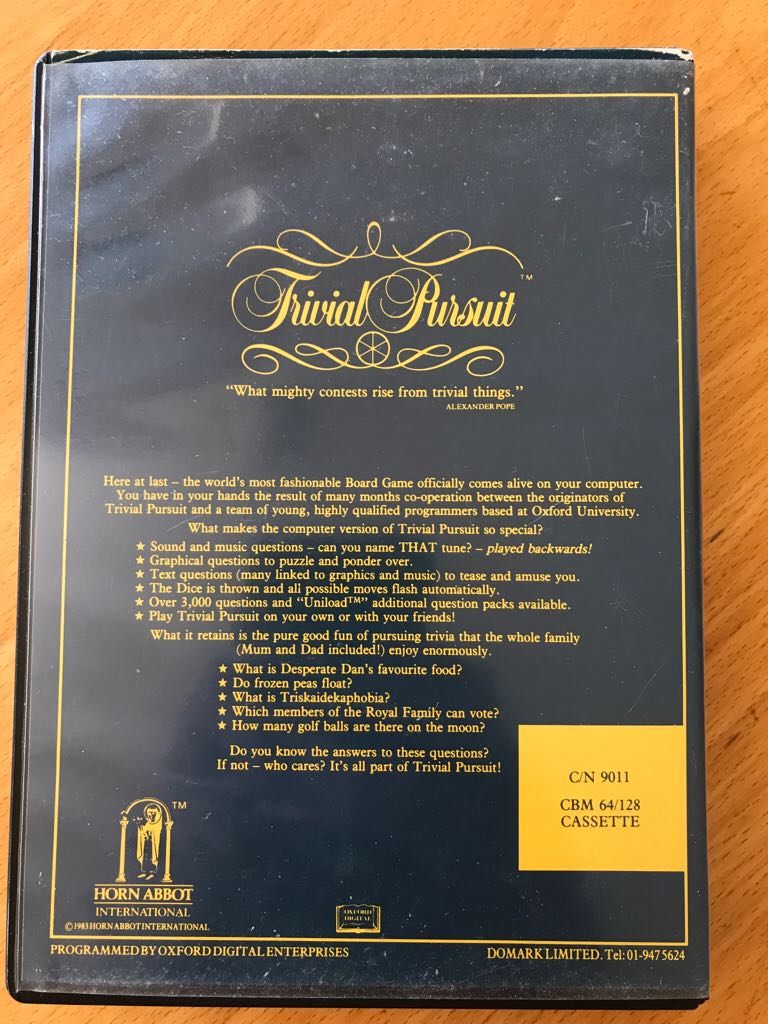 Trivial Pursuit™
“What mighty contests rise from trivial things.”
ALEXANDER POPE
Here at last – the world's most fashionable Board Game officially comes alive on your computer.
You have in your hands the result of many months co-operation between the originators of
Trivial Pursuit and a team of young, highly qualified programmers based at Oxford University.
What makes the computer version of Trivial Pursuit so special?
★ Sound and music questions – can you name THAT tune? – played backwards!
★ Graphical questions to puzzle and ponder over.
★ Text questions (many linked to graphics and music) to tease and amuse you.
★ The Dice is thrown and all possible moves flash automatically.
★ Over 3,000 questions and “Uniload™” additional question packs available.
★ Play Trivial Pursuit on your own or with your friends!
What it retains is the pure good fun of pursuing trivia that the whole family
(Mum and Dad included!) enjoy enormously.
★ What is Desperate Dan's favourite food?
★ Do frozen peas float?
★ What is Triskaidekaphobia?
★ Which members of the Royal Family can vote?
★ How many golf balls are there on the moon?
Do you know the answers to these questions?
If not – who cares? It's all part of Trivial Pursuit!
C/N 9011
CBM 64/128
CASSETTE
TM
HORN ABBOT
INTERNATIONAL
©1983 HORN ABBOT INTERNATIONAL
OXFORD
DIGITAL
PROGRAMMED BY OXFORD DIGITAL ENTERPRISES
DOMARK LIMITED. Tel: 01-947 5624